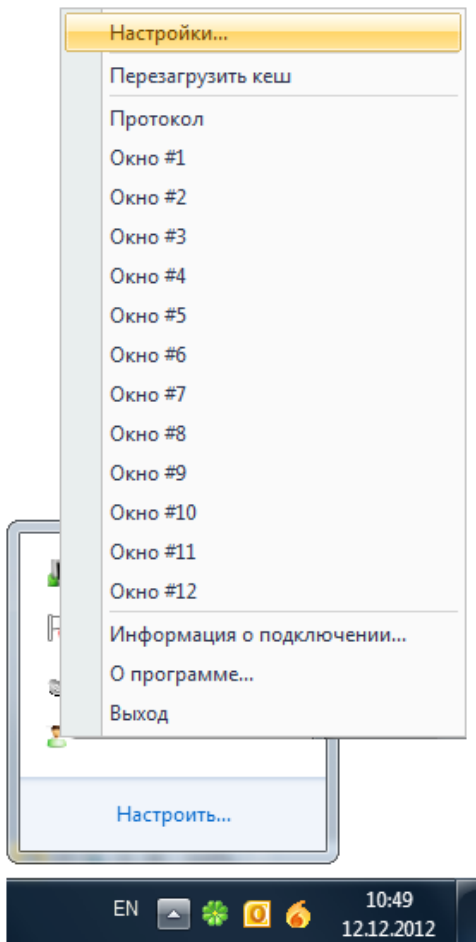 Настройки...
Перезагрузить кеш
Протокол
Окно #1
Окно #2
Окно #3
Окно #4
Окно #5
Окно #6
Окно #7
Окно #8
Окно #9
Окно #10
Окно #11
Окно #12
Информация о подключении...
О программе...
Выход
Настроить...
EN
10:49
12.12.2012